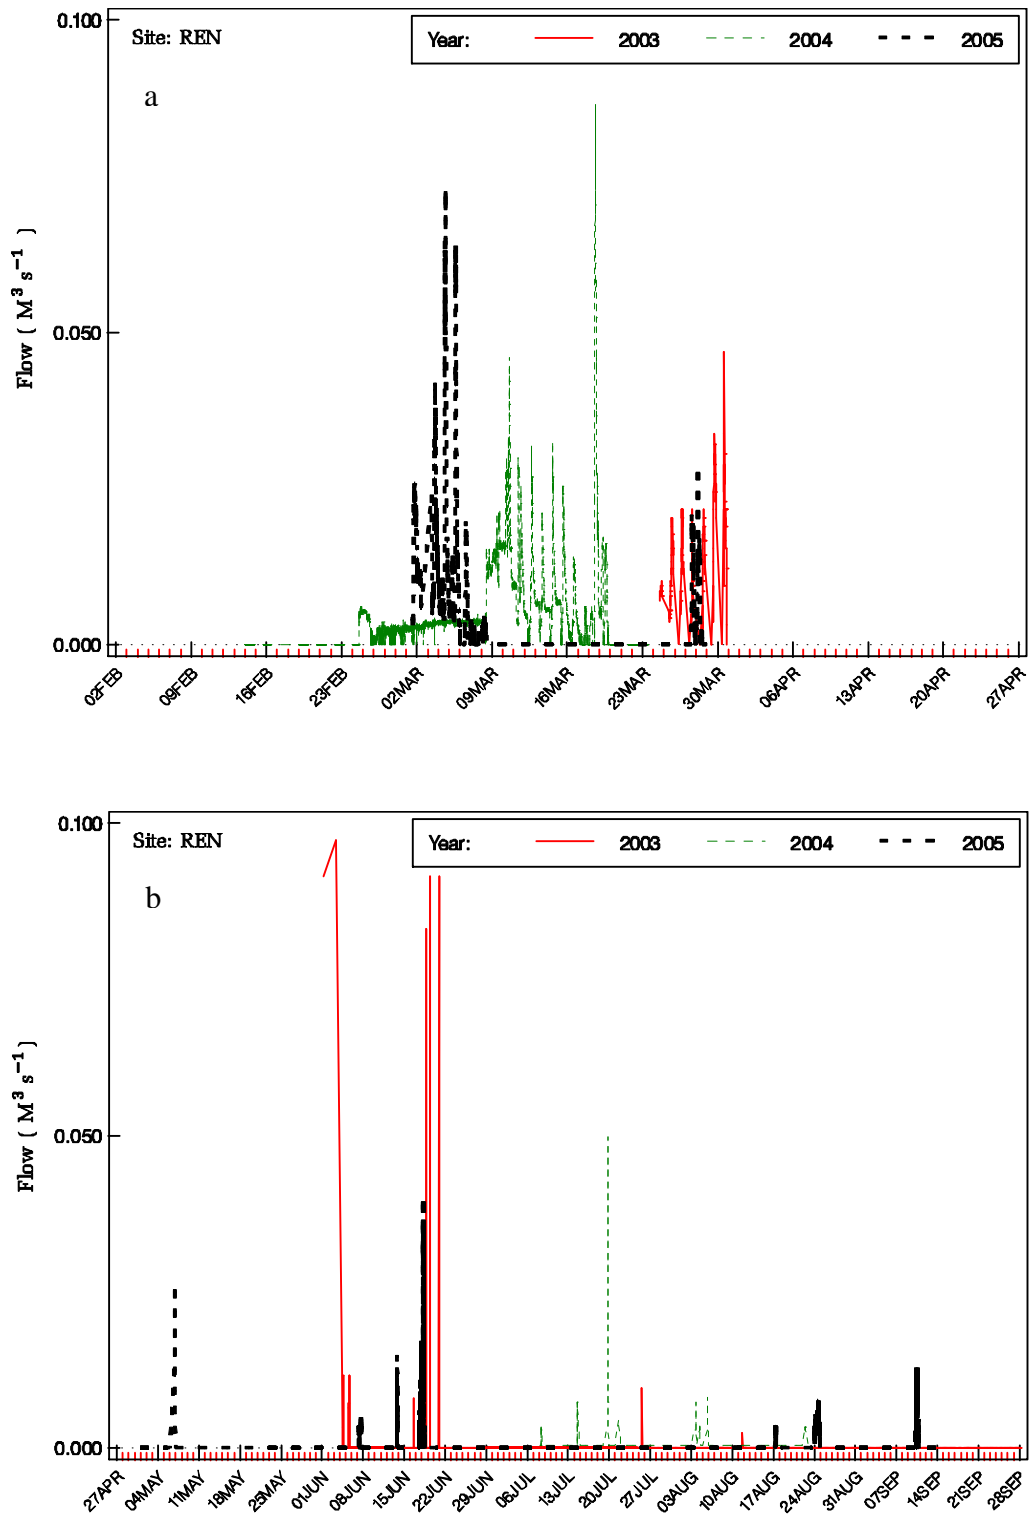 0.100
Site: REN
Year: 2003 2004 2005
a
0.050
0.000
Flow ( M³ s⁻¹ )
02FEB 09FEB 16FEB 23FEB 02MAR 09MAR 16MAR 23MAR 30MAR 06APR 13APR 20APR 27APR
0.100
Site: REN
Year: 2003 2004 2005
b
0.050
0.000
Flow ( M³ s⁻¹ )
27APR 04MAY 11MAY 18MAY 25MAY 01JUN 08JUN 15JUN 22JUN 29JUN 06JUL 13JUL 20JUL 27JUL 03AUG 10AUG 17AUG 24AUG 31AUG 07SEP 14SEP 21SEP 28SEP